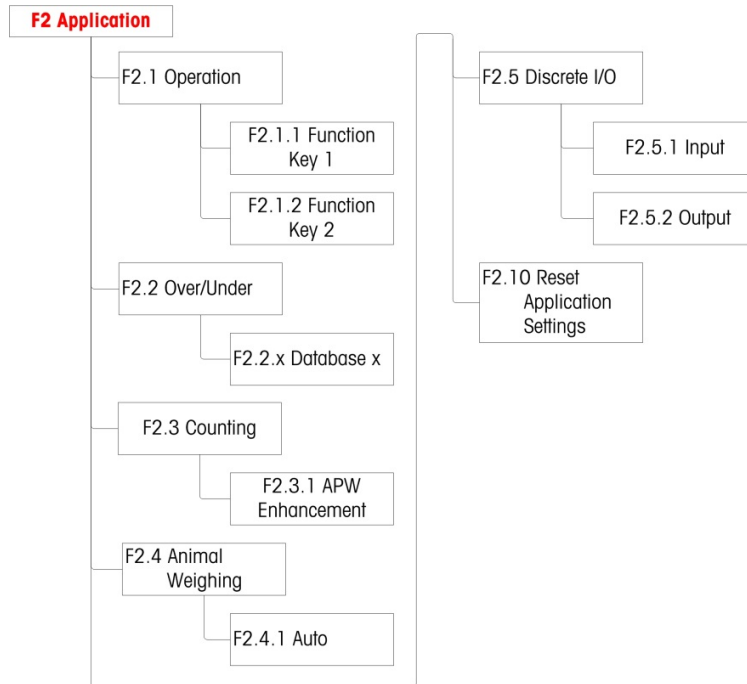 F2 Application
F2.1 Operation
F2.1.1 Function
Key 1
F2.1.2 Function
Key 2
F2.2 Over/Under
F2.2.x Database x
F2.3 Counting
F2.3.1 APW
Enhancement
F2.4 Animal
Weighing
F2.4.1 Auto
F2.5 Discrete I/O
F2.5.1 Input
F2.5.2 Output
F2.10 Reset
Application
Settings